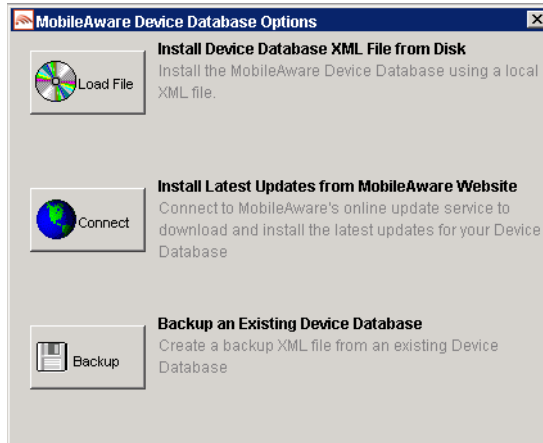 MobileAware Device Database Options
Install Device Database XML File from Disk
Load File
Install the MobileAware Device Database using a local
XML file.
Install Latest Updates from MobileAware Website
Connect
Connect to MobileAware's online update service to
download and install the latest updates for your Device
Database
Backup an Existing Device Database
Backup
Create a backup XML file from an existing Device
Database